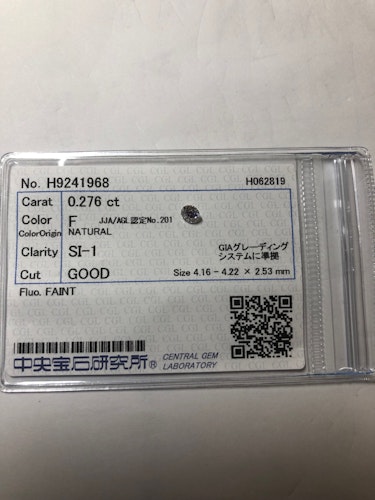 No. H9241968 H062819
Carat 0.276 ct
Color F JJA/AGL認定No.201
ColorOrigin NATURAL
Clarity SI-1 GIAグレーディング
システムに準拠
Cut GOOD Size 4.16 - 4.22 × 2.53 mm
Fluo. FAINT
中央宝石研究所® CENTRAL GEM
LABORATORY